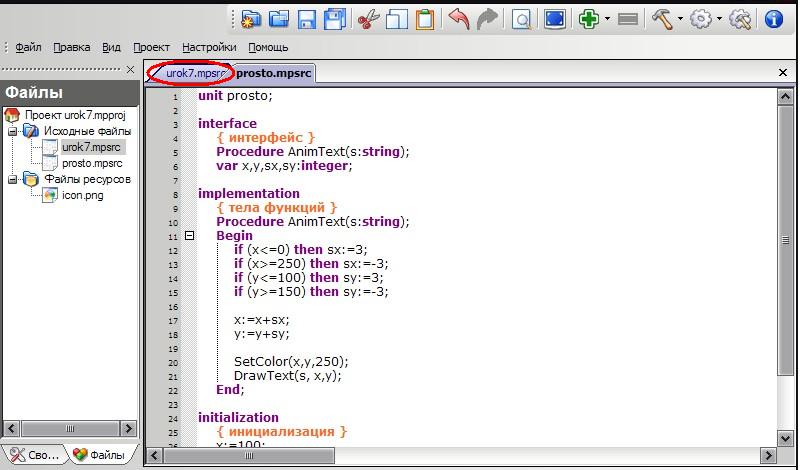 Файл Правка Вид Проект Настройки Помощь
Файлы
Проект urok7.mpproj
Исходные файлы
urok7.mpsrc
prosto.mpsrc
Файлы ресурсов
icon.png
Сво... Файлы
urok7.mpsrc prosto.mpsrc
1 unit prosto;
2
3 interface
4 { интерфейс }
5 Procedure AnimText(s:string);
6 var x,y,sx,sy:integer;
7
8 implementation
9 { тела функций }
10 Procedure AnimText(s:string);
11 Begin
12 if (x<=0) then sx:=3;
13 if (x>=250) then sx:=-3;
14 if (y<=100) then sy:=3;
15 if (y>=150) then sy:=-3;
16
17 x:=x+sx;
18 y:=y+sy;
19
20 SetColor(x,y,250);
21 DrawText(s, x,y);
22 End;
23
24 initialization
25 { инициализация }
26 x:=100;